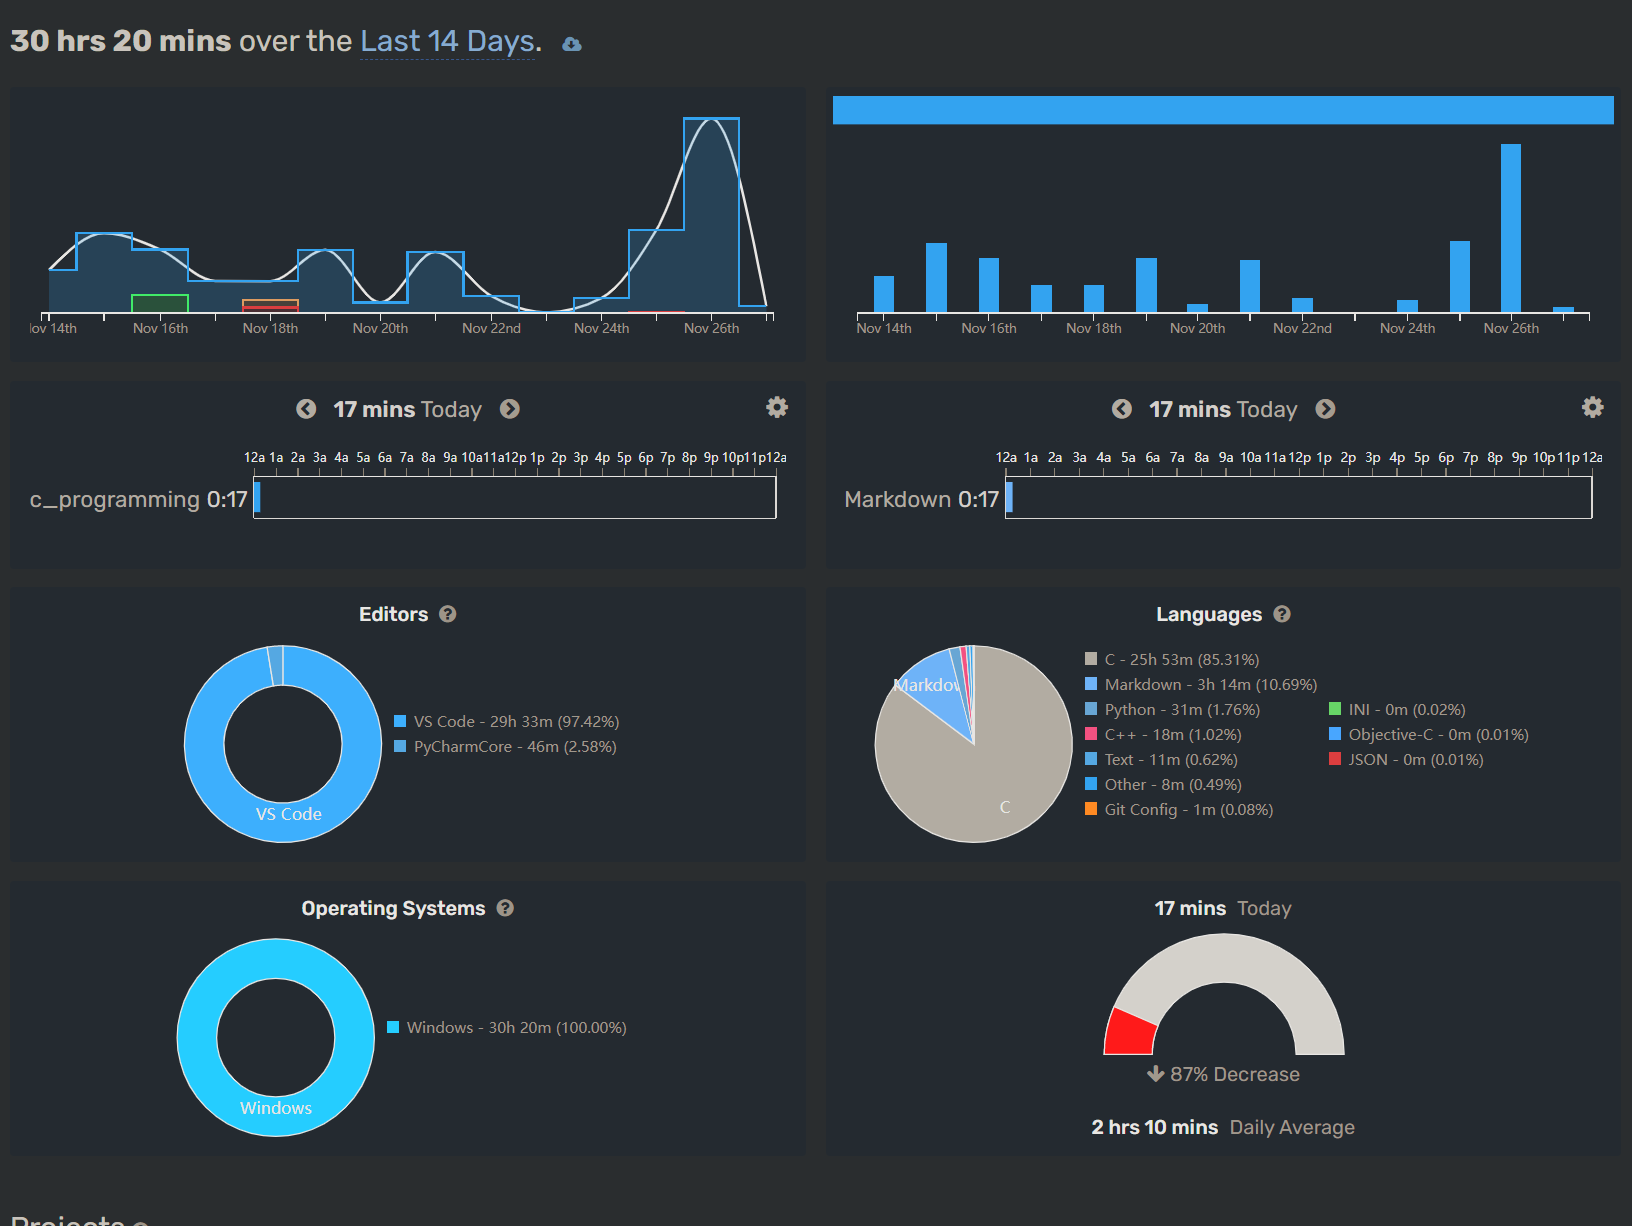 30 hrs 20 mins over the Last 14 Days.
ov 14th Nov 16th Nov 18th Nov 20th Nov 22nd Nov 24th Nov 26th
Nov 14th Nov 16th Nov 18th Nov 20th Nov 22nd Nov 24th Nov 26th
17 mins Today
12a 1a 2a 3a 4a 5a 6a 7a 8a 9a 10a 11a 12p 1p 2p 3p 4p 5p 6p 7p 8p 9p 10p 11p 12a
c_programming 0:17
17 mins Today
12a 1a 2a 3a 4a 5a 6a 7a 8a 9a 10a 11a 12p 1p 2p 3p 4p 5p 6p 7p 8p 9p 10p 11p 12a
Markdown 0:17
Editors ?
VS Code - 29h 33m (97.42%)
PyCharmCore - 46m (2.58%)
VS Code
Languages ?
Markdov
C
C - 25h 53m (85.31%)
Markdown - 3h 14m (10.69%)
Python - 31m (1.76%)
C++ - 18m (1.02%)
Text - 11m (0.62%)
Other - 8m (0.49%)
Git Config - 1m (0.08%)
INI - 0m (0.02%)
Objective-C - 0m (0.01%)
JSON - 0m (0.01%)
Operating Systems ?
Windows - 30h 20m (100.00%)
Windows
17 mins Today
87% Decrease
2 hrs 10 mins Daily Average
Projects